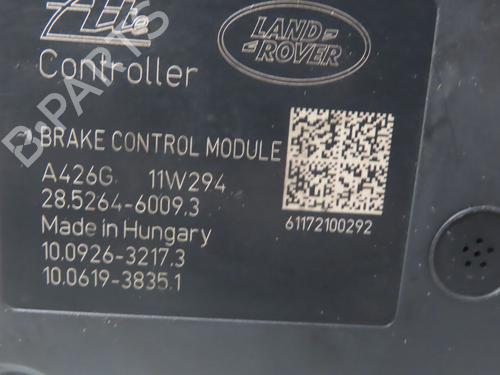 ATe
LAND
ROVER
Controller
BRAKE CONTROL MODULE
A426G 11W294
28.5264-6009.3
61172100292
Made in Hungary
10.0926-3217.3
10.0619-3835.1
B-PARTS